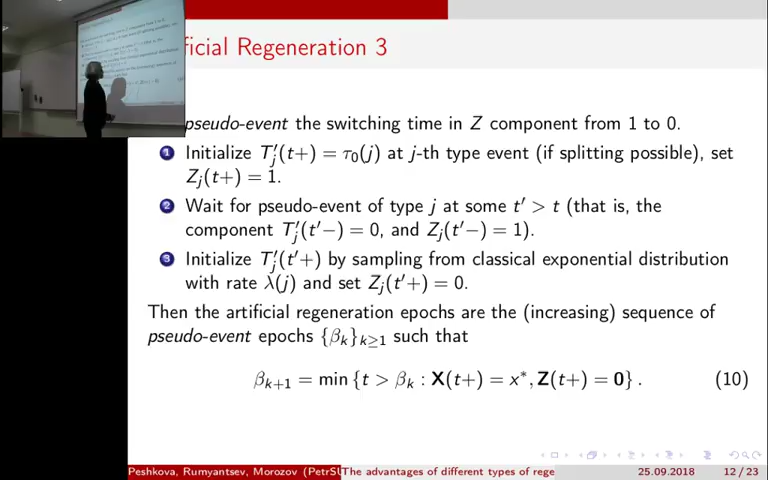 ficial Regeneration 3
pseudo-event the switching time in Z component from 1 to 0.
1 Initialize T′j(t+) = τ0(j) at j-th type event (if splitting possible), set
Zj(t+) = 1.
2 Wait for pseudo-event of type j at some t′ > t (that is, the
component T′j(t′−) = 0, and Zj(t′−) = 1).
3 Initialize T′j(t′+) by sampling from classical exponential distribution
with rate λ(j) and set Zj(t′+) = 0.
Then the artificial regeneration epochs are the (increasing) sequence of
pseudo-event epochs {βk}k≥1 such that
βk+1 = min {t > βk : X(t+) = x*, Z(t+) = 0} . (10)
Peshkova, Rumyantsev, Morozov (PetrSU The advantages of different types of rege 25.09.2018 12 / 23